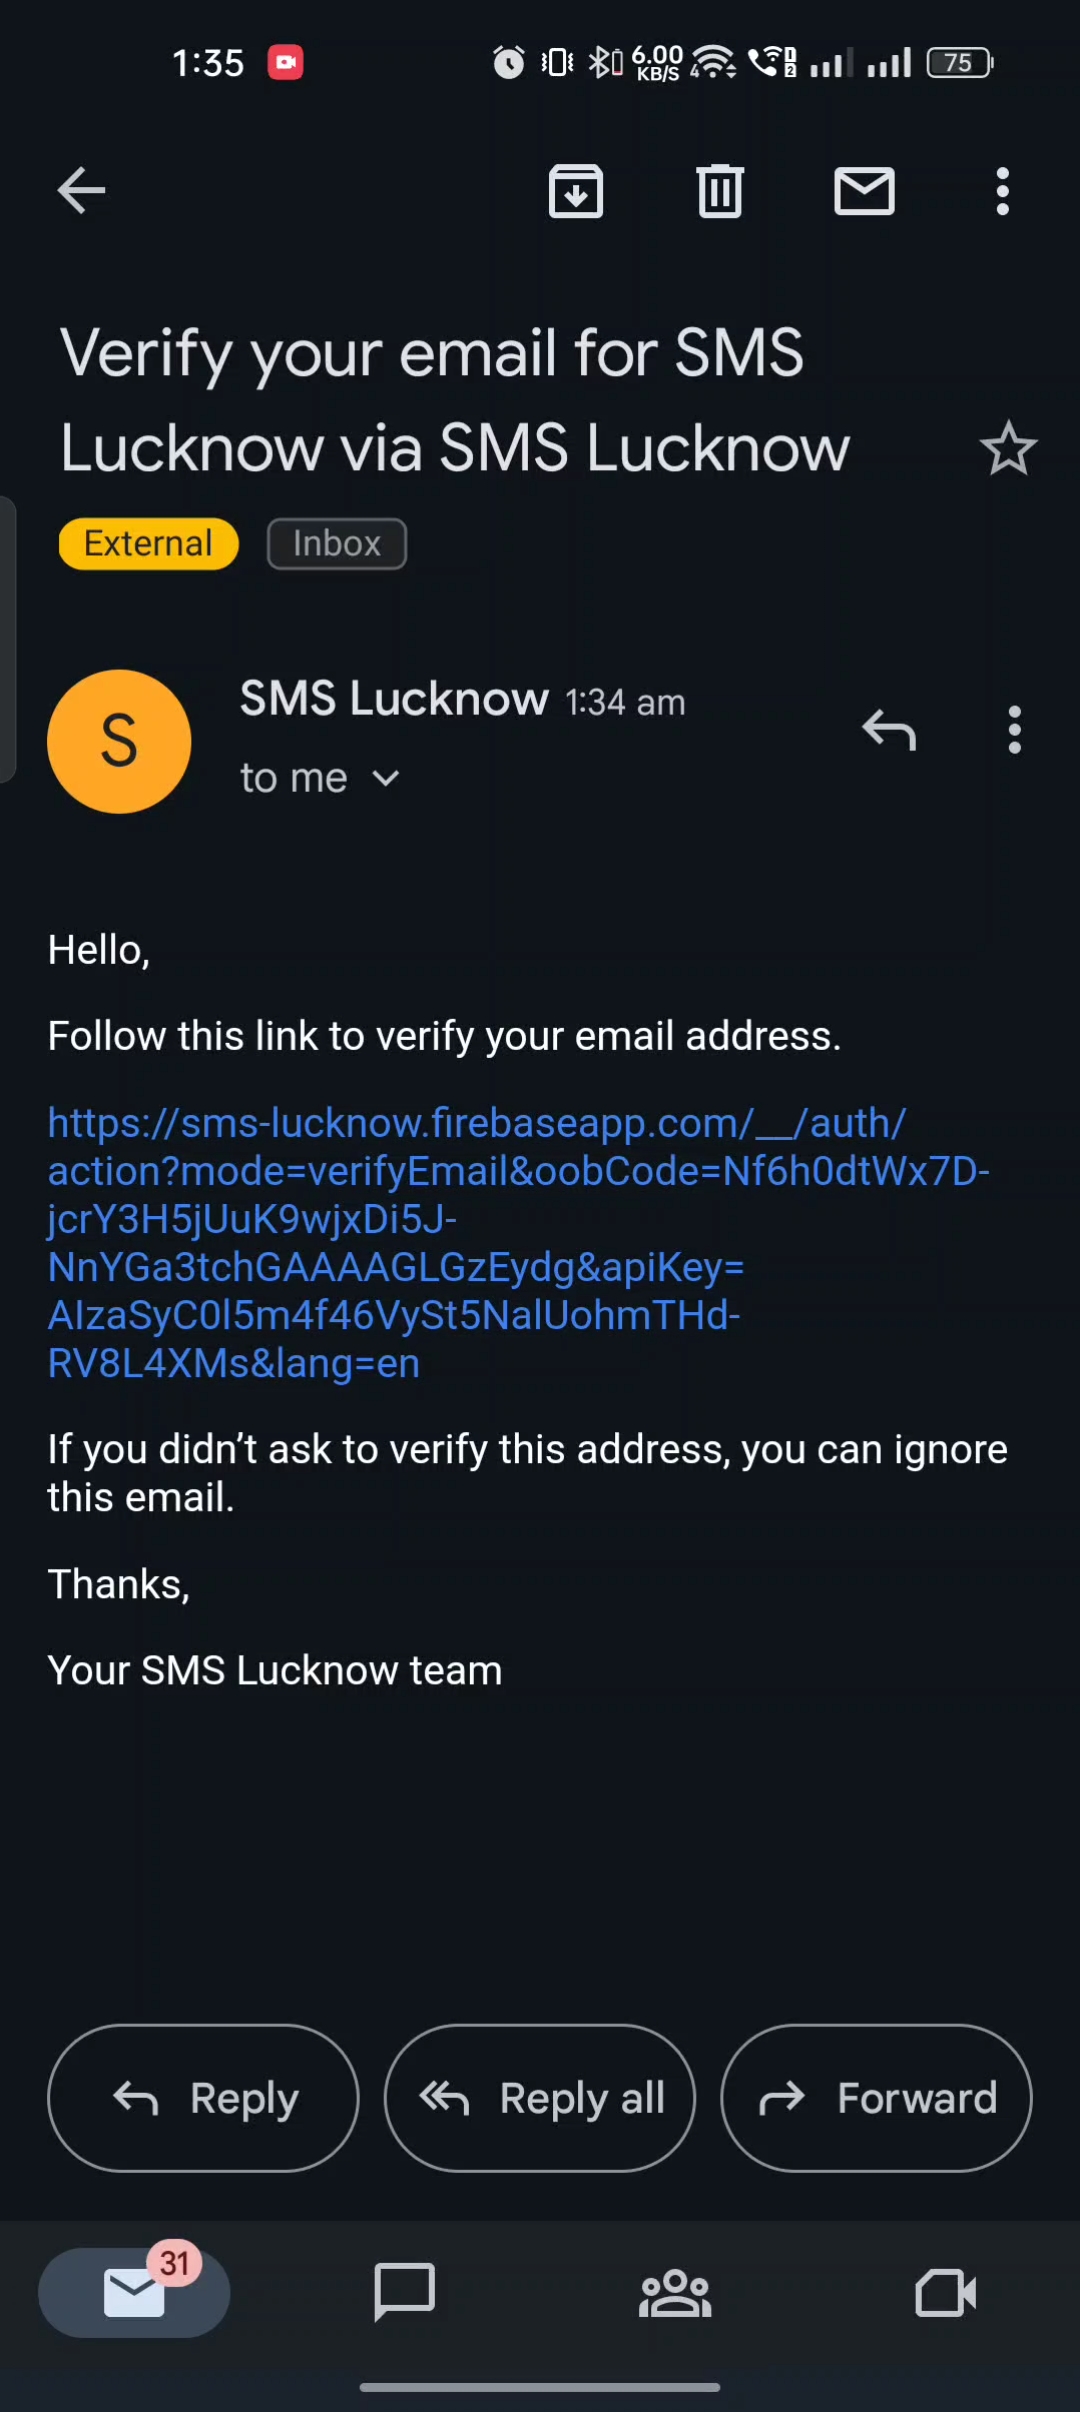 1:35
6.00
KB/S
4
1
2
75
Verify your email for SMS
Lucknow via SMS Lucknow
External
Inbox
S
SMS Lucknow 1:34 am
to me
Hello,
Follow this link to verify your email address.
https://sms-lucknow.firebaseapp.com/__/auth/
action?mode=verifyEmail&oobCode=Nf6h0dtWx7D-
jcrY3H5jUuK9wjxDi5J-
NnYGa3tchGAAAAGLGzEydg&apiKey=
AIzaSyC0l5m4f46VySt5NalUohmTHd-
RV8L4XMs&lang=en
If you didn’t ask to verify this address, you can ignore
this email.
Thanks,
Your SMS Lucknow team
Reply
Reply all
Forward
31